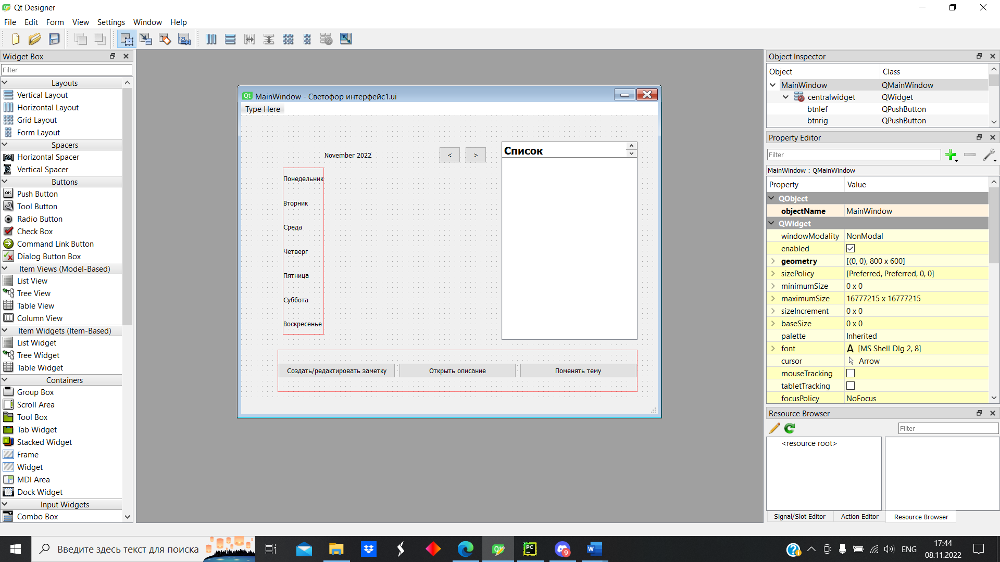 Qt Designer
File Edit Form View Settings Window Help
Widget Box
Filter
Layouts
Vertical Layout
Horizontal Layout
Grid Layout
Form Layout
Spacers
Horizontal Spacer
Vertical Spacer
Buttons
Push Button
Tool Button
Radio Button
Check Box
Command Link Button
Dialog Button Box
Item Views (Model-Based)
List View
Tree View
Table View
Column View
Item Widgets (Item-Based)
List Widget
Tree Widget
Table Widget
Containers
Group Box
Scroll Area
Tool Box
Tab Widget
Stacked Widget
Frame
Widget
MDI Area
Dock Widget
Input Widgets
Combo Box
MainWindow - Светофор интерфейс1.ui
Type Here
November 2022
<
>
Список
Понедельник
Вторник
Среда
Четверг
Пятница
Суббота
Воскресенье
Создать/редактировать заметку
Открыть описание
Поменять тему
Object Inspector
Object Class
MainWindow QMainWindow
centralwidget QWidget
btnlef QPushButton
btnrig QPushButton
Property Editor
Filter
MainWindow : QMainWindow
Property Value
QObject
objectName MainWindow
QWidget
windowModality NonModal
enabled
geometry [(0, 0), 800 x 600]
sizePolicy [Preferred, Preferred, 0, 0]
minimumSize 0 x 0
maximumSize 16777215 x 16777215
sizeIncrement 0 x 0
baseSize 0 x 0
palette Inherited
font A [MS Shell Dlg 2, 8]
cursor Arrow
mouseTracking
tabletTracking
focusPolicy NoFocus
Resource Browser
Filter
<resource root>
Signal/Slot Editor Action Editor Resource Browser
Введите здесь текст для поиска
ENG
17:44
08.11.2022